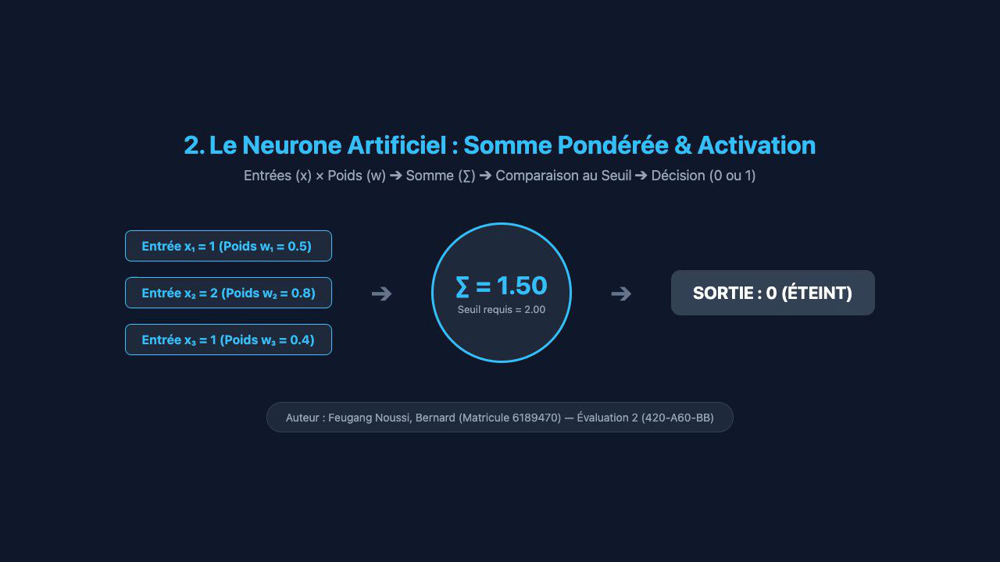 2. Le Neurone Artificiel : Somme Pondérée & Activation
Entrées (x) × Poids (w) ➔ Somme (∑) ➔ Comparaison au Seuil ➔ Décision (0 ou 1)
Entrée x₁ = 1 (Poids w₁ = 0.5)
Entrée x₂ = 2 (Poids w₂ = 0.8)
Entrée x₃ = 1 (Poids w₃ = 0.4)
➔
∑ = 1.50
Seuil requis = 2.00
➔
SORTIE : 0 (ÉTEINT)
Auteur : Feugang Noussi, Bernard (Matricule 6189470) — Évaluation 2 (420-A60-BB)